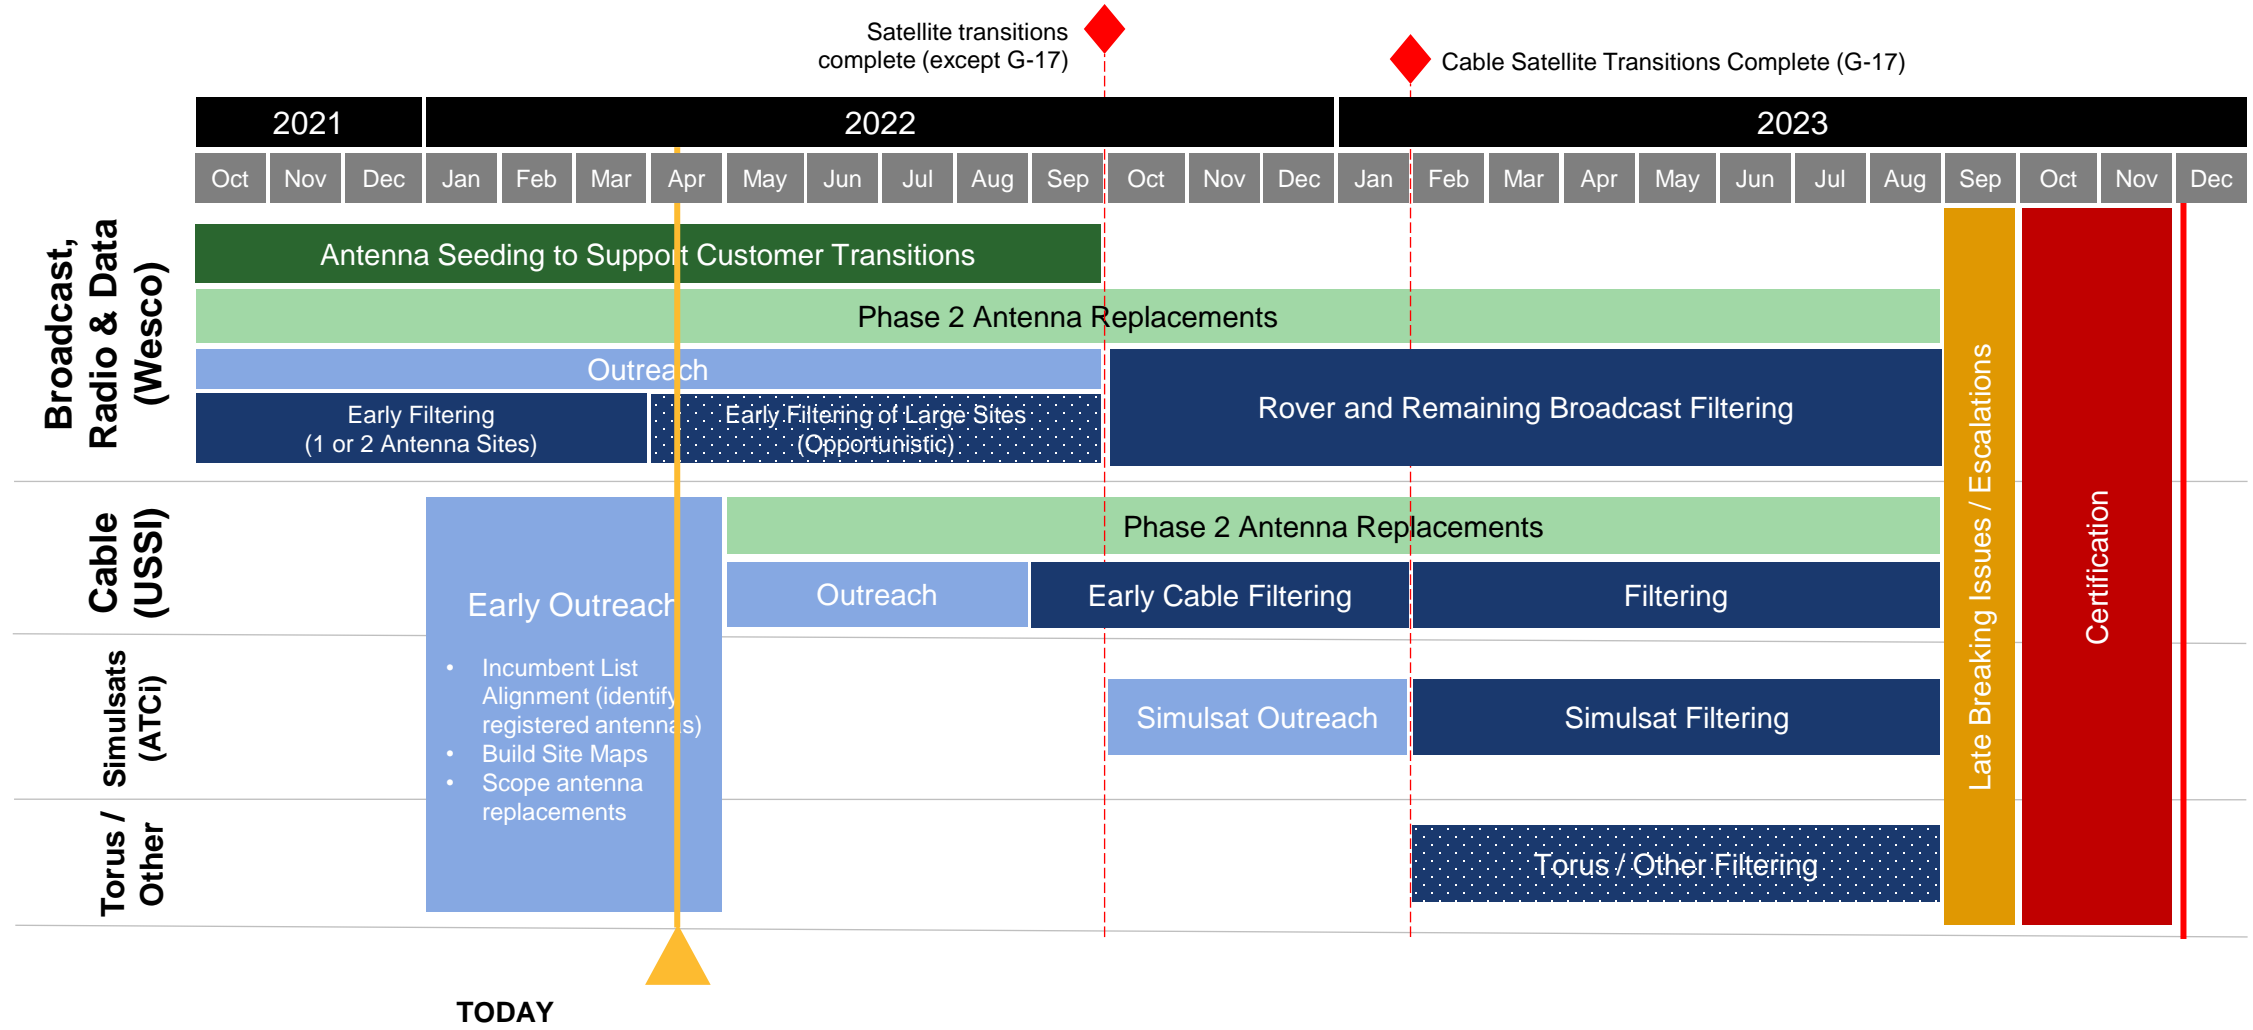 Satellite transitions
complete (except G-17)
Cable Satellite Transitions Complete (G-17)
2021 2022 2023
Oct Nov Dec Jan Feb Mar Apr May Jun Jul Aug Sep Oct Nov Dec Jan Feb Mar Apr May Jun Jul Aug Sep Oct Nov Dec
Broadcast,
Radio & Data
(Wesco)
Antenna Seeding to Support Customer Transitions
Phase 2 Antenna Replacements
Outreach
Early Filtering
(1 or 2 Antenna Sites)
Early Filtering of Large Sites
(Opportunistic)
Rover and Remaining Broadcast Filtering
Late Breaking Issues / Escalations
Certification
Cable
(USSI)
Early Outreach
• Incumbent List
Alignment (identify
registered antennas)
• Build Site Maps
• Scope antenna
replacements
Phase 2 Antenna Replacements
Outreach
Early Cable Filtering
Filtering
Simulsats
(ATCi)
Simulsat Outreach
Simulsat Filtering
Torus /
Other
Torus / Other Filtering
TODAY